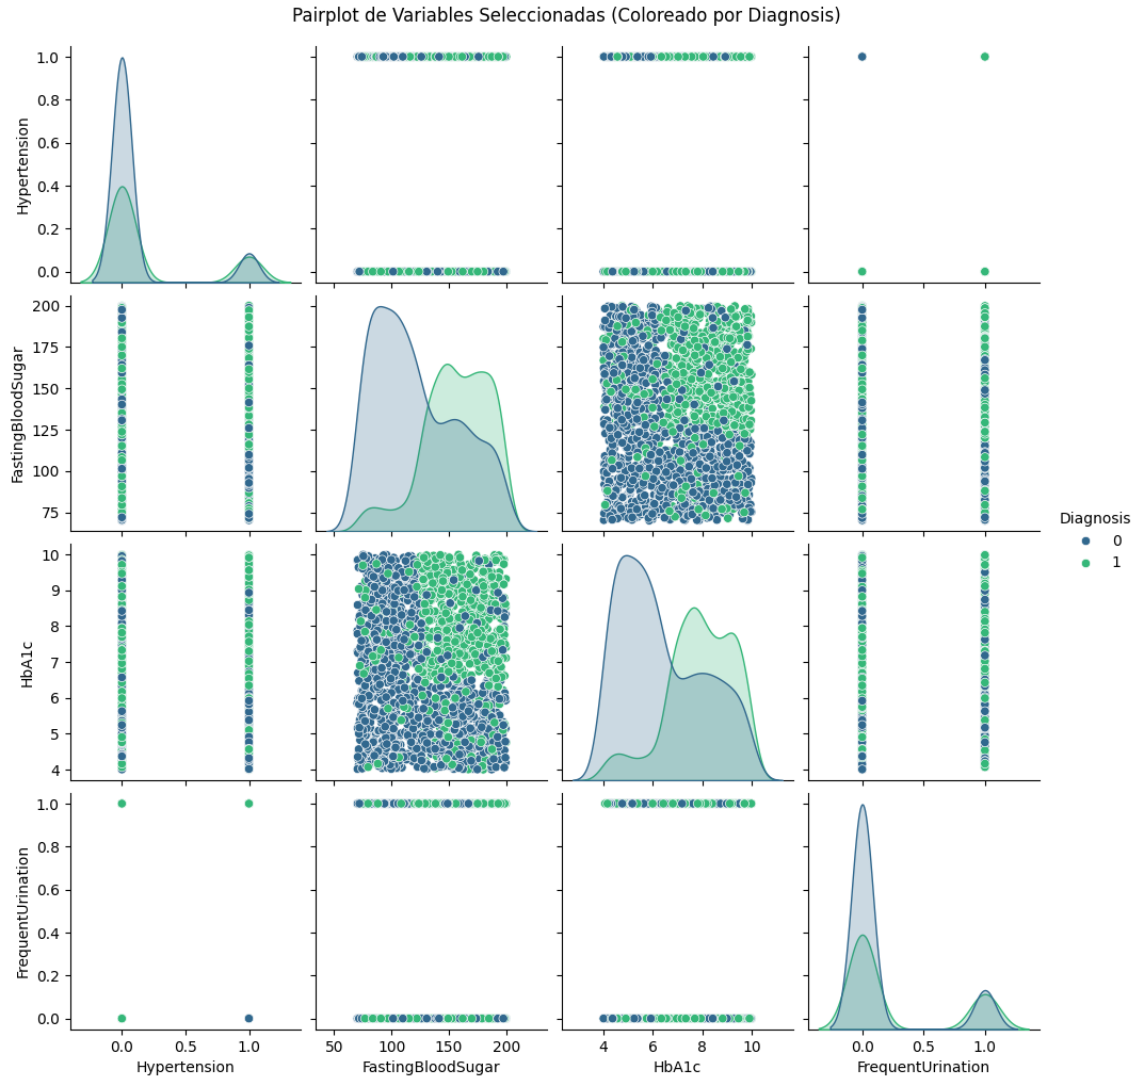 Pairplot de Variables Seleccionadas (Coloreado por Diagnosis)
1.0
0.8
0.6
0.4
0.2
0.0
Hypertension
200
175
150
125
100
75
FastingBloodSugar
10
9
8
7
6
5
4
HbA1c
1.0
0.8
0.6
0.4
0.2
0.0
FrequentUrination
0.0 0.5 1.0
Hypertension
50 100 150 200
FastingBloodSugar
4 6 8 10
HbA1c
0.0 0.5 1.0
FrequentUrination
Diagnosis
0
1